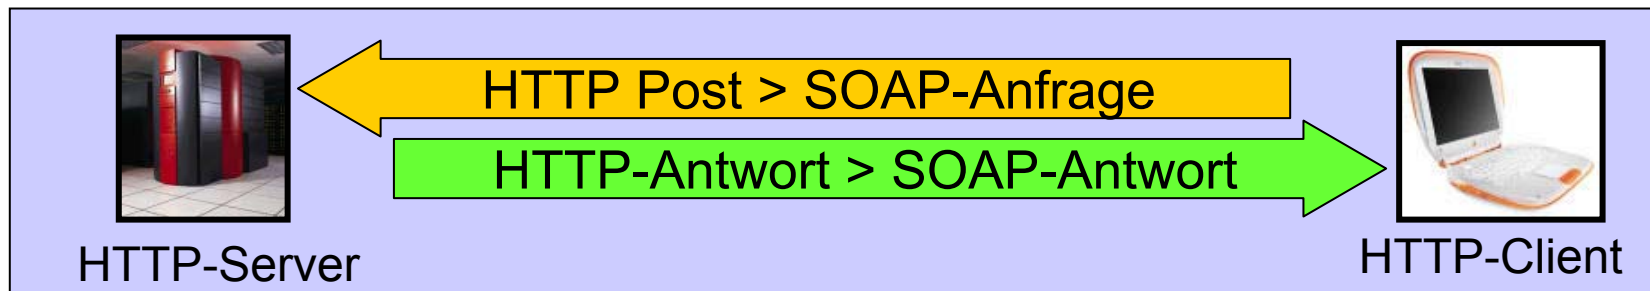 HTTP Post > SOAP-Anfrage
HTTP-Antwort > SOAP-Antwort
HTTP-Server
HTTP-Client